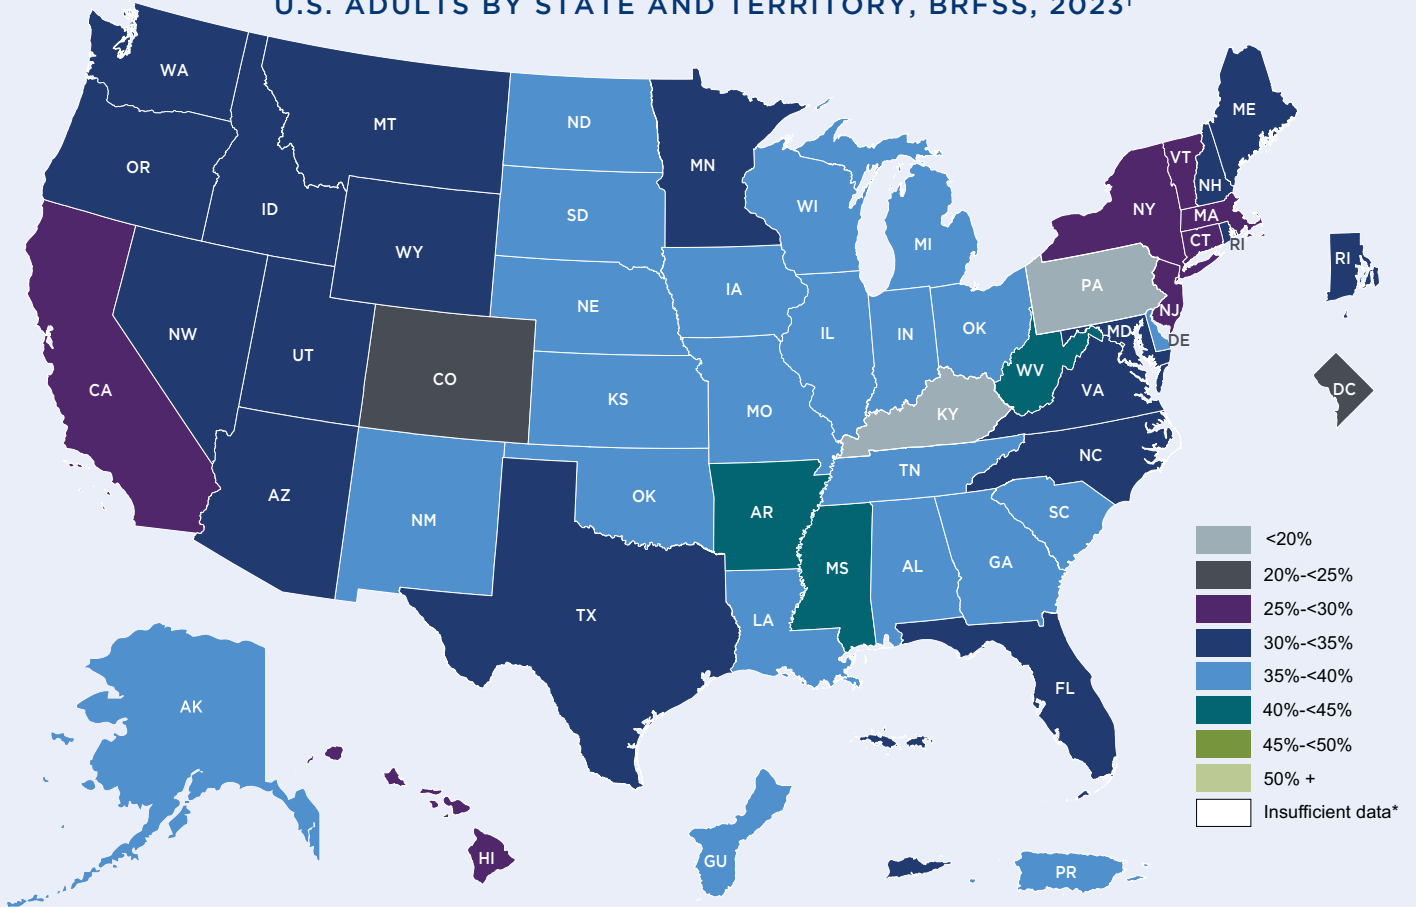 U.S. ADULTS BY STATE AND TERRITORY, BRFSS, 2023¹
WA
MT
ND
MN
OR
ID
WY
SD
WI
MI
ME
VT
NH
NY
MA
CT
RI
RI
NW
UT
CA
CO
NE
IA
IL
IN
OK
PA
NJ
MD
DE
WV
VA
DC
KS
MO
KY
AZ
NM
OK
AR
TN
NC
SC
MS
AL
GA
TX
LA
FL
AK
HI
GU
PR
<20%
20%-<25%
25%-<30%
30%-<35%
35%-<40%
40%-<45%
45%-<50%
50% +
Insufficient data*